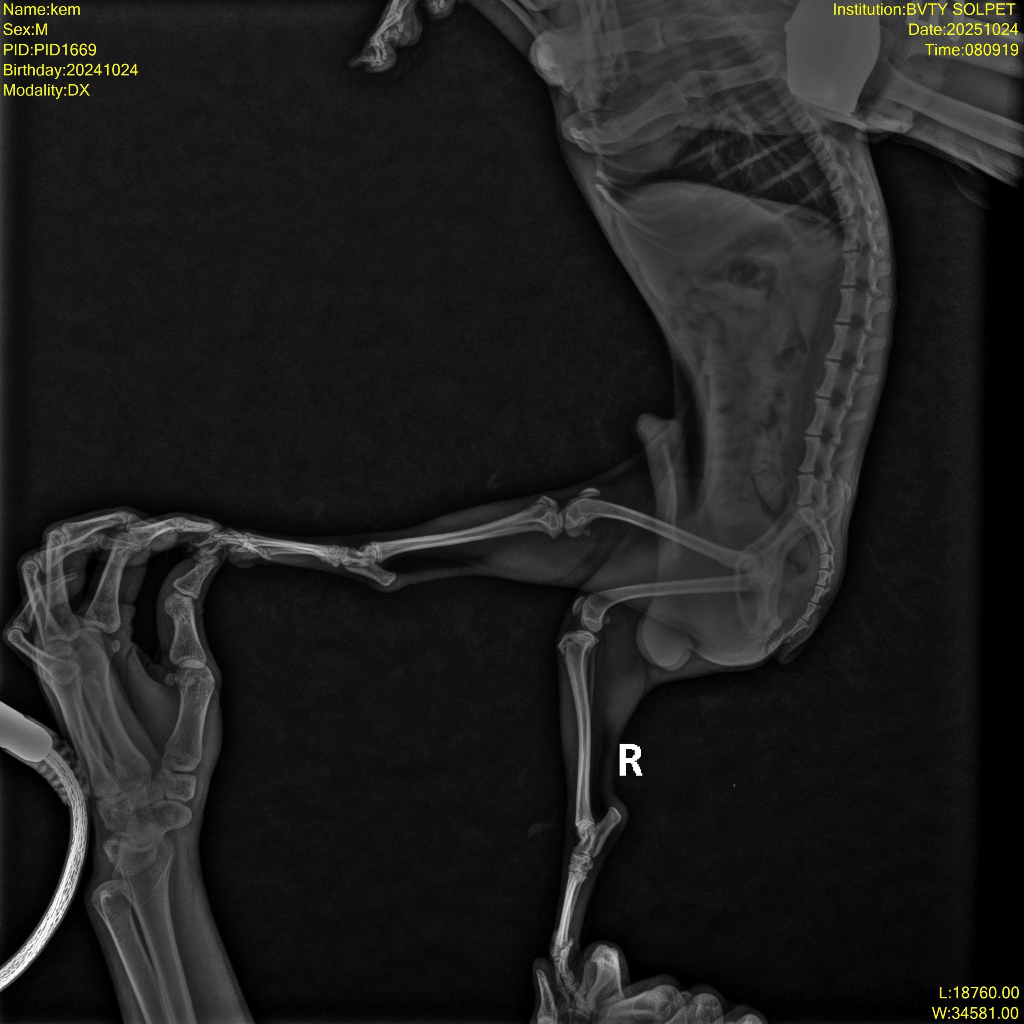 Name:kem
Sex:M
PID:PID1669
Birthday:20241024
Modality:DX
Institution:BVTY SOLPET
Date:20251024
Time:080919
R
L:18760.00
W:34581.00